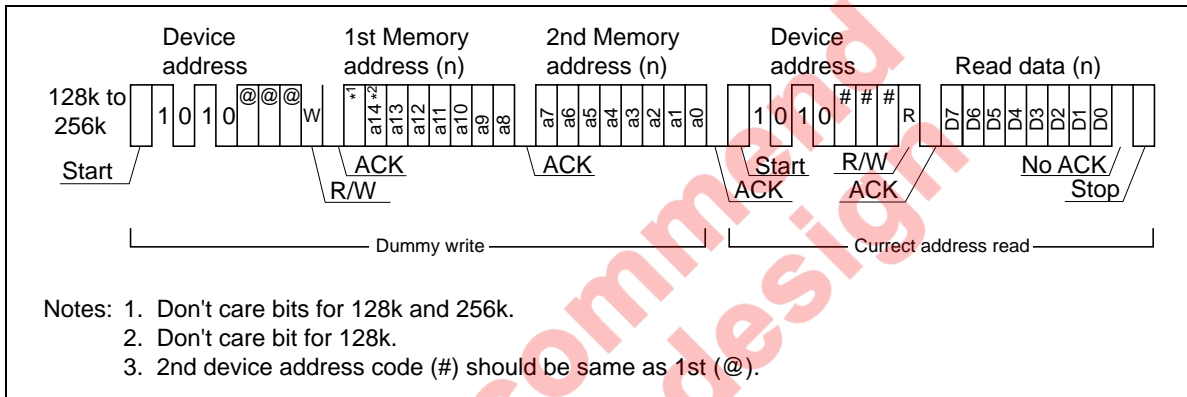 Device address
1st Memory address (n)
2nd Memory address (n)
Device address
Read data (n)
128k to 256k
1 0 1 0 @ @ @ W
*1 a14*2 a13 a12 a11 a10 a9 a8
a7 a6 a5 a4 a3 a2 a1 a0
1 0 1 0 # # # R
D7 D6 D5 D4 D3 D2 D1 D0
Start
R/W
ACK
ACK
ACK
Start
R/W
ACK
No ACK
Stop
Dummy write
Currect address read
Notes: 1. Don't care bits for 128k and 256k.
2. Don't care bit for 128k.
3. 2nd device address code (#) should be same as 1st (@).
commend
design